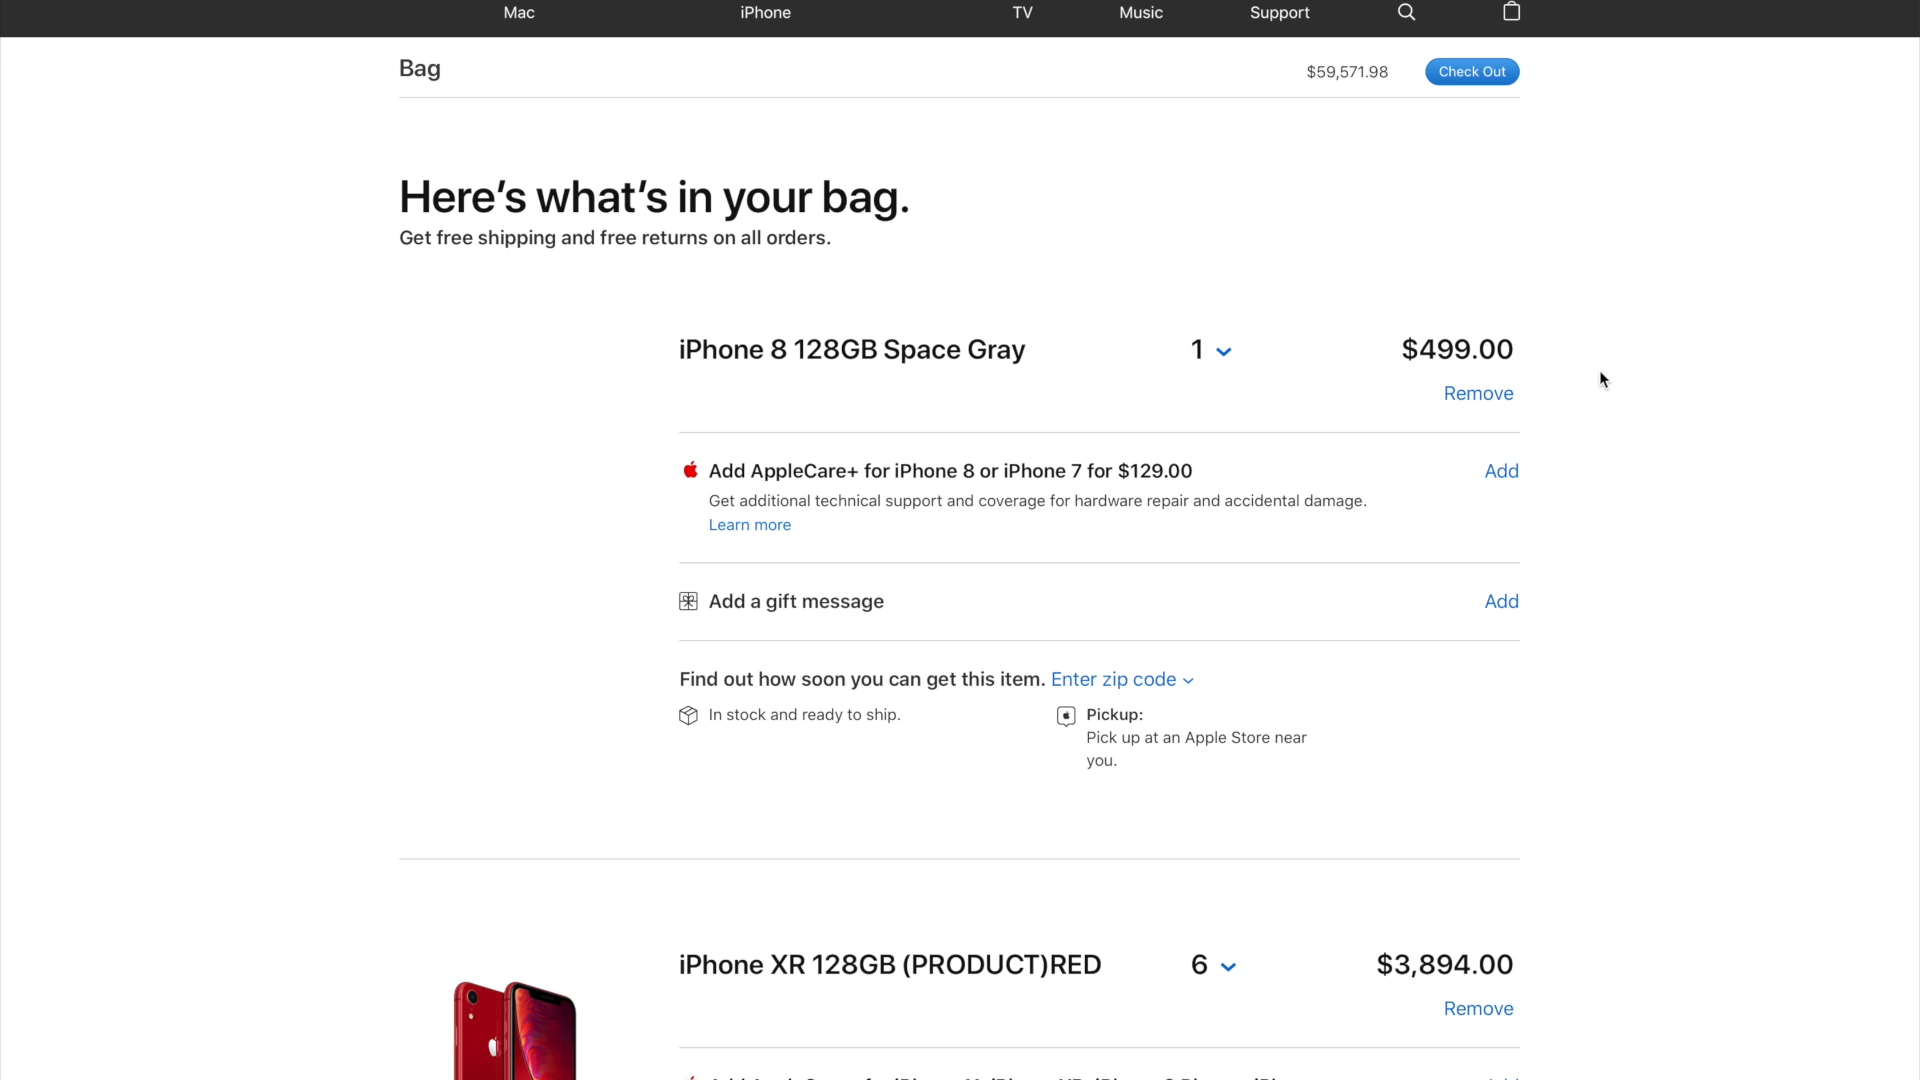 Mac iPhone TV Music Support
Bag $59,571.98 Check Out
Here’s what’s in your bag.
Get free shipping and free returns on all orders.
iPhone 8 128GB Space Gray 1 $499.00
Remove
Add AppleCare+ for iPhone 8 or iPhone 7 for $129.00 Add
Get additional technical support and coverage for hardware repair and accidental damage.
Learn more
Add a gift message Add
Find out how soon you can get this item. Enter zip code
In stock and ready to ship. Pickup:
Pick up at an Apple Store near
you.
iPhone XR 128GB (PRODUCT)RED 6 $3,894.00
Remove